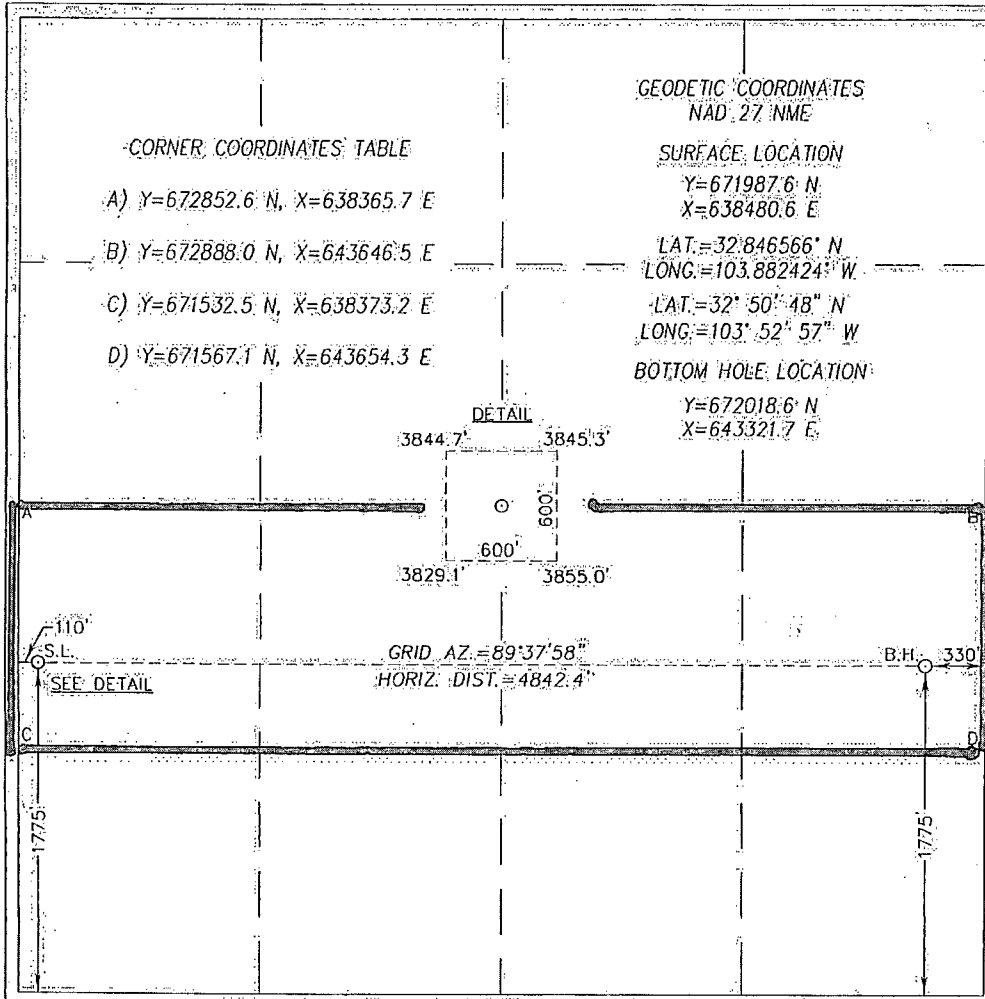 CORNER COORDINATES TABLE
A) Y=672852.6 N, X=638365.7 E
B) Y=672888.0 N, X=643646.5 E
C) Y=671532.5 N, X=638373.2 E
D) Y=671567.1 N, X=643654.3 E
GEODETIC COORDINATES
NAD 27 NME
SURFACE LOCATION
Y=671987.6 N
X=638480.6 E
LAT.=32.846566° N
LONG.=103.882424° W
LAT.=32° 50' 48" N
LONG.=103° 52' 57" W
BOTTOM HOLE LOCATION
Y=672018.6 N
X=643321.7 E
DETAIL
3844.7' 3845.3'
600'
600'
3829.1' 3855.0'
A
B
110'
S.L.
SEE DETAIL
GRID AZ.=89°37'58"
HORIZ. DIST.=4842.4'
B.H.
330'
C
D
1775'
1775'